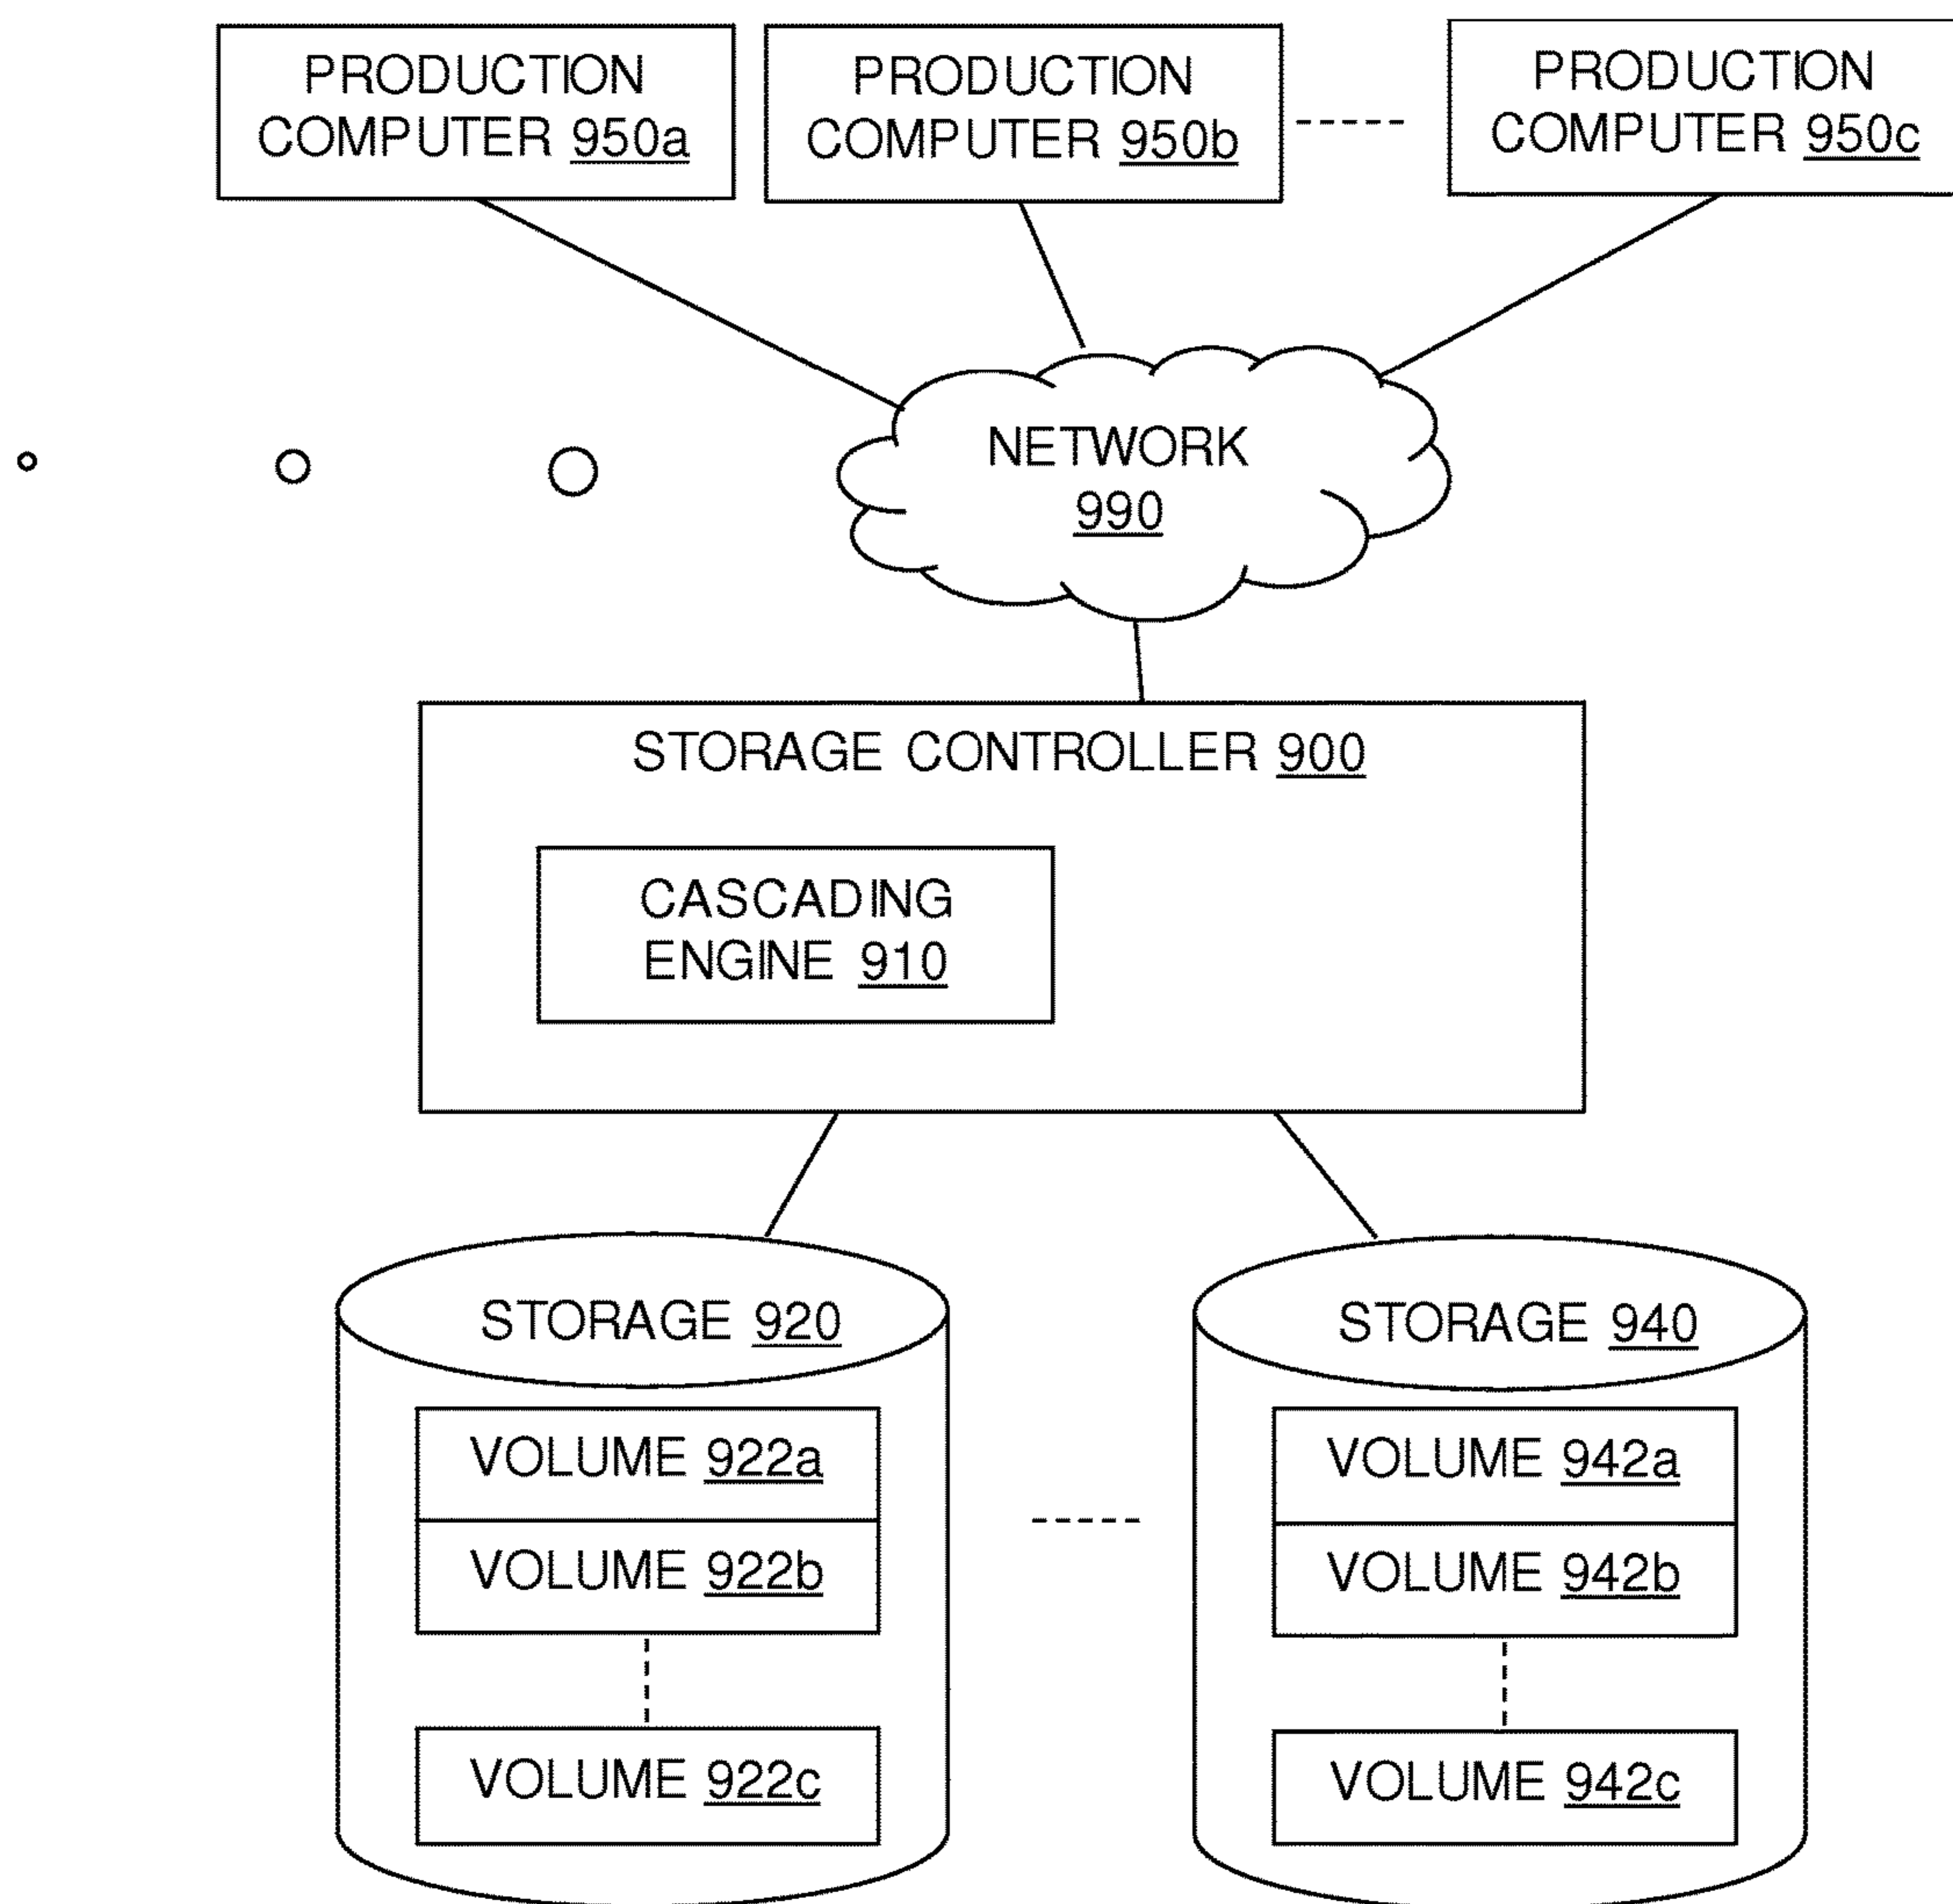 PRODUCTION
COMPUTER 950a
PRODUCTION
COMPUTER 950b
PRODUCTION
COMPUTER 950c
NETWORK
990
STORAGE CONTROLLER 900
CASCADING
ENGINE 910
STORAGE 920
VOLUME 922a
VOLUME 922b
VOLUME 922c
STORAGE 940
VOLUME 942a
VOLUME 942b
VOLUME 942c